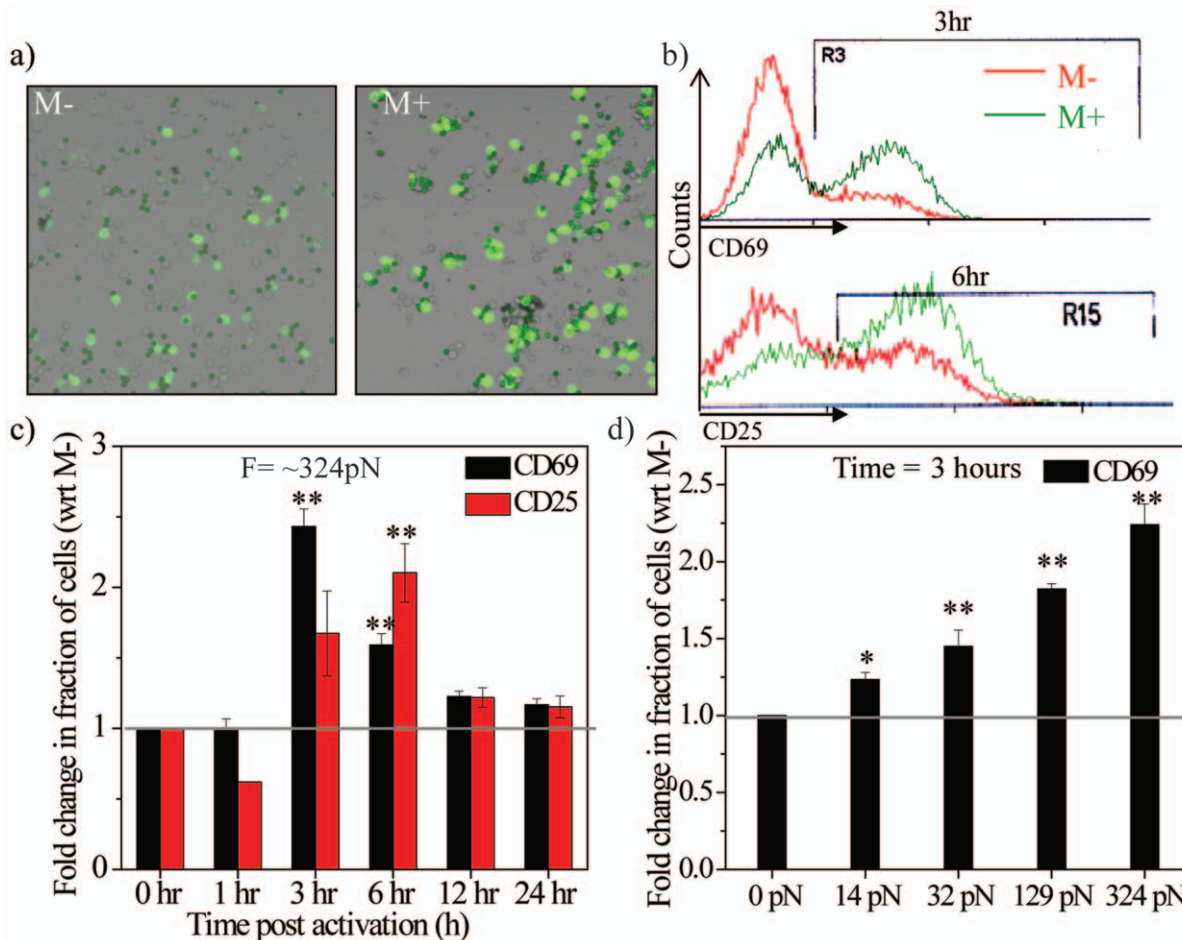 a)
M-
M+
b)
3hr
R3
M-
M+
Counts
CD69
6hr
R15
CD25
c)
Fold change in fraction of cells (wrt M-)
3
2
1
0
F= ~324pN
CD69
CD25
**
**
**
0 hr
1 hr
3 hr
6 hr
12 hr
24 hr
Time post activation (h)
d)
Fold change in fraction of cells (wrt M-)
2.5
2.0
1.5
1.0
0.5
0.0
Time = 3 hours
CD69
*
**
**
**
0 pN
14 pN
32 pN
129 pN
324 pN